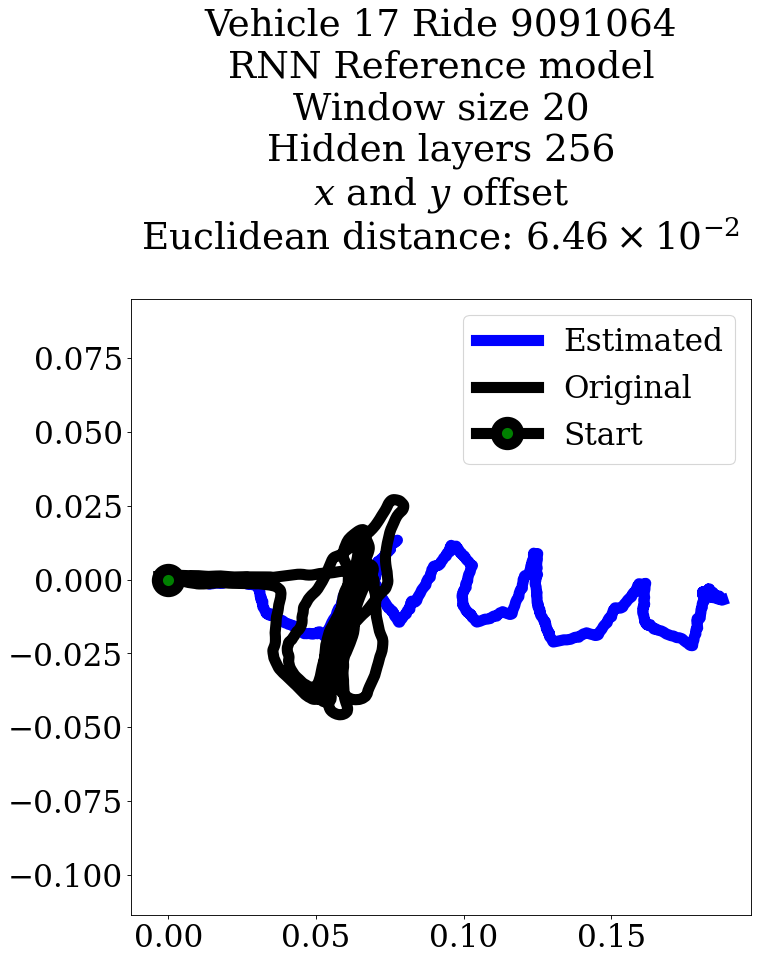 Vehicle 17 Ride 9091064
RNN Reference model
Window size 20
Hidden layers 256
x and y offset
Euclidean distance: 6.46 × 10⁻²
Estimated
Original
Start
0.075
0.050
0.025
0.000
−0.025
−0.050
−0.075
−0.100
0.00 0.05 0.10 0.15